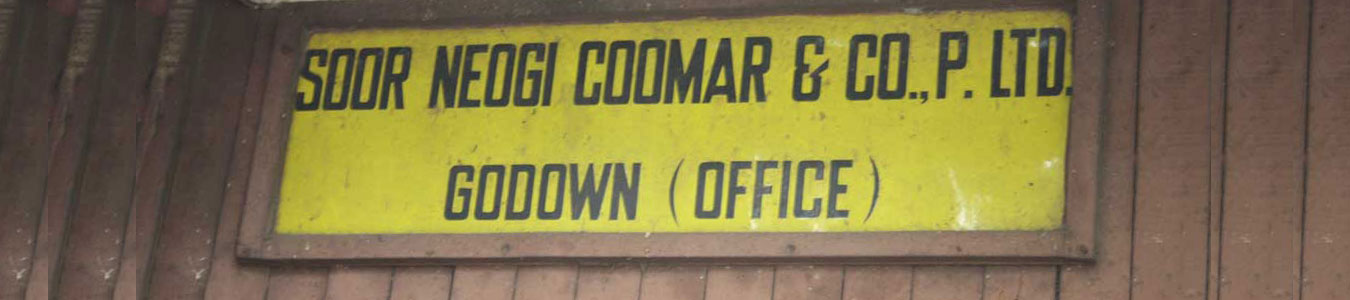 SOOR NEOGI COOMAR & CO., P. LTD.
GODOWN (OFFICE)